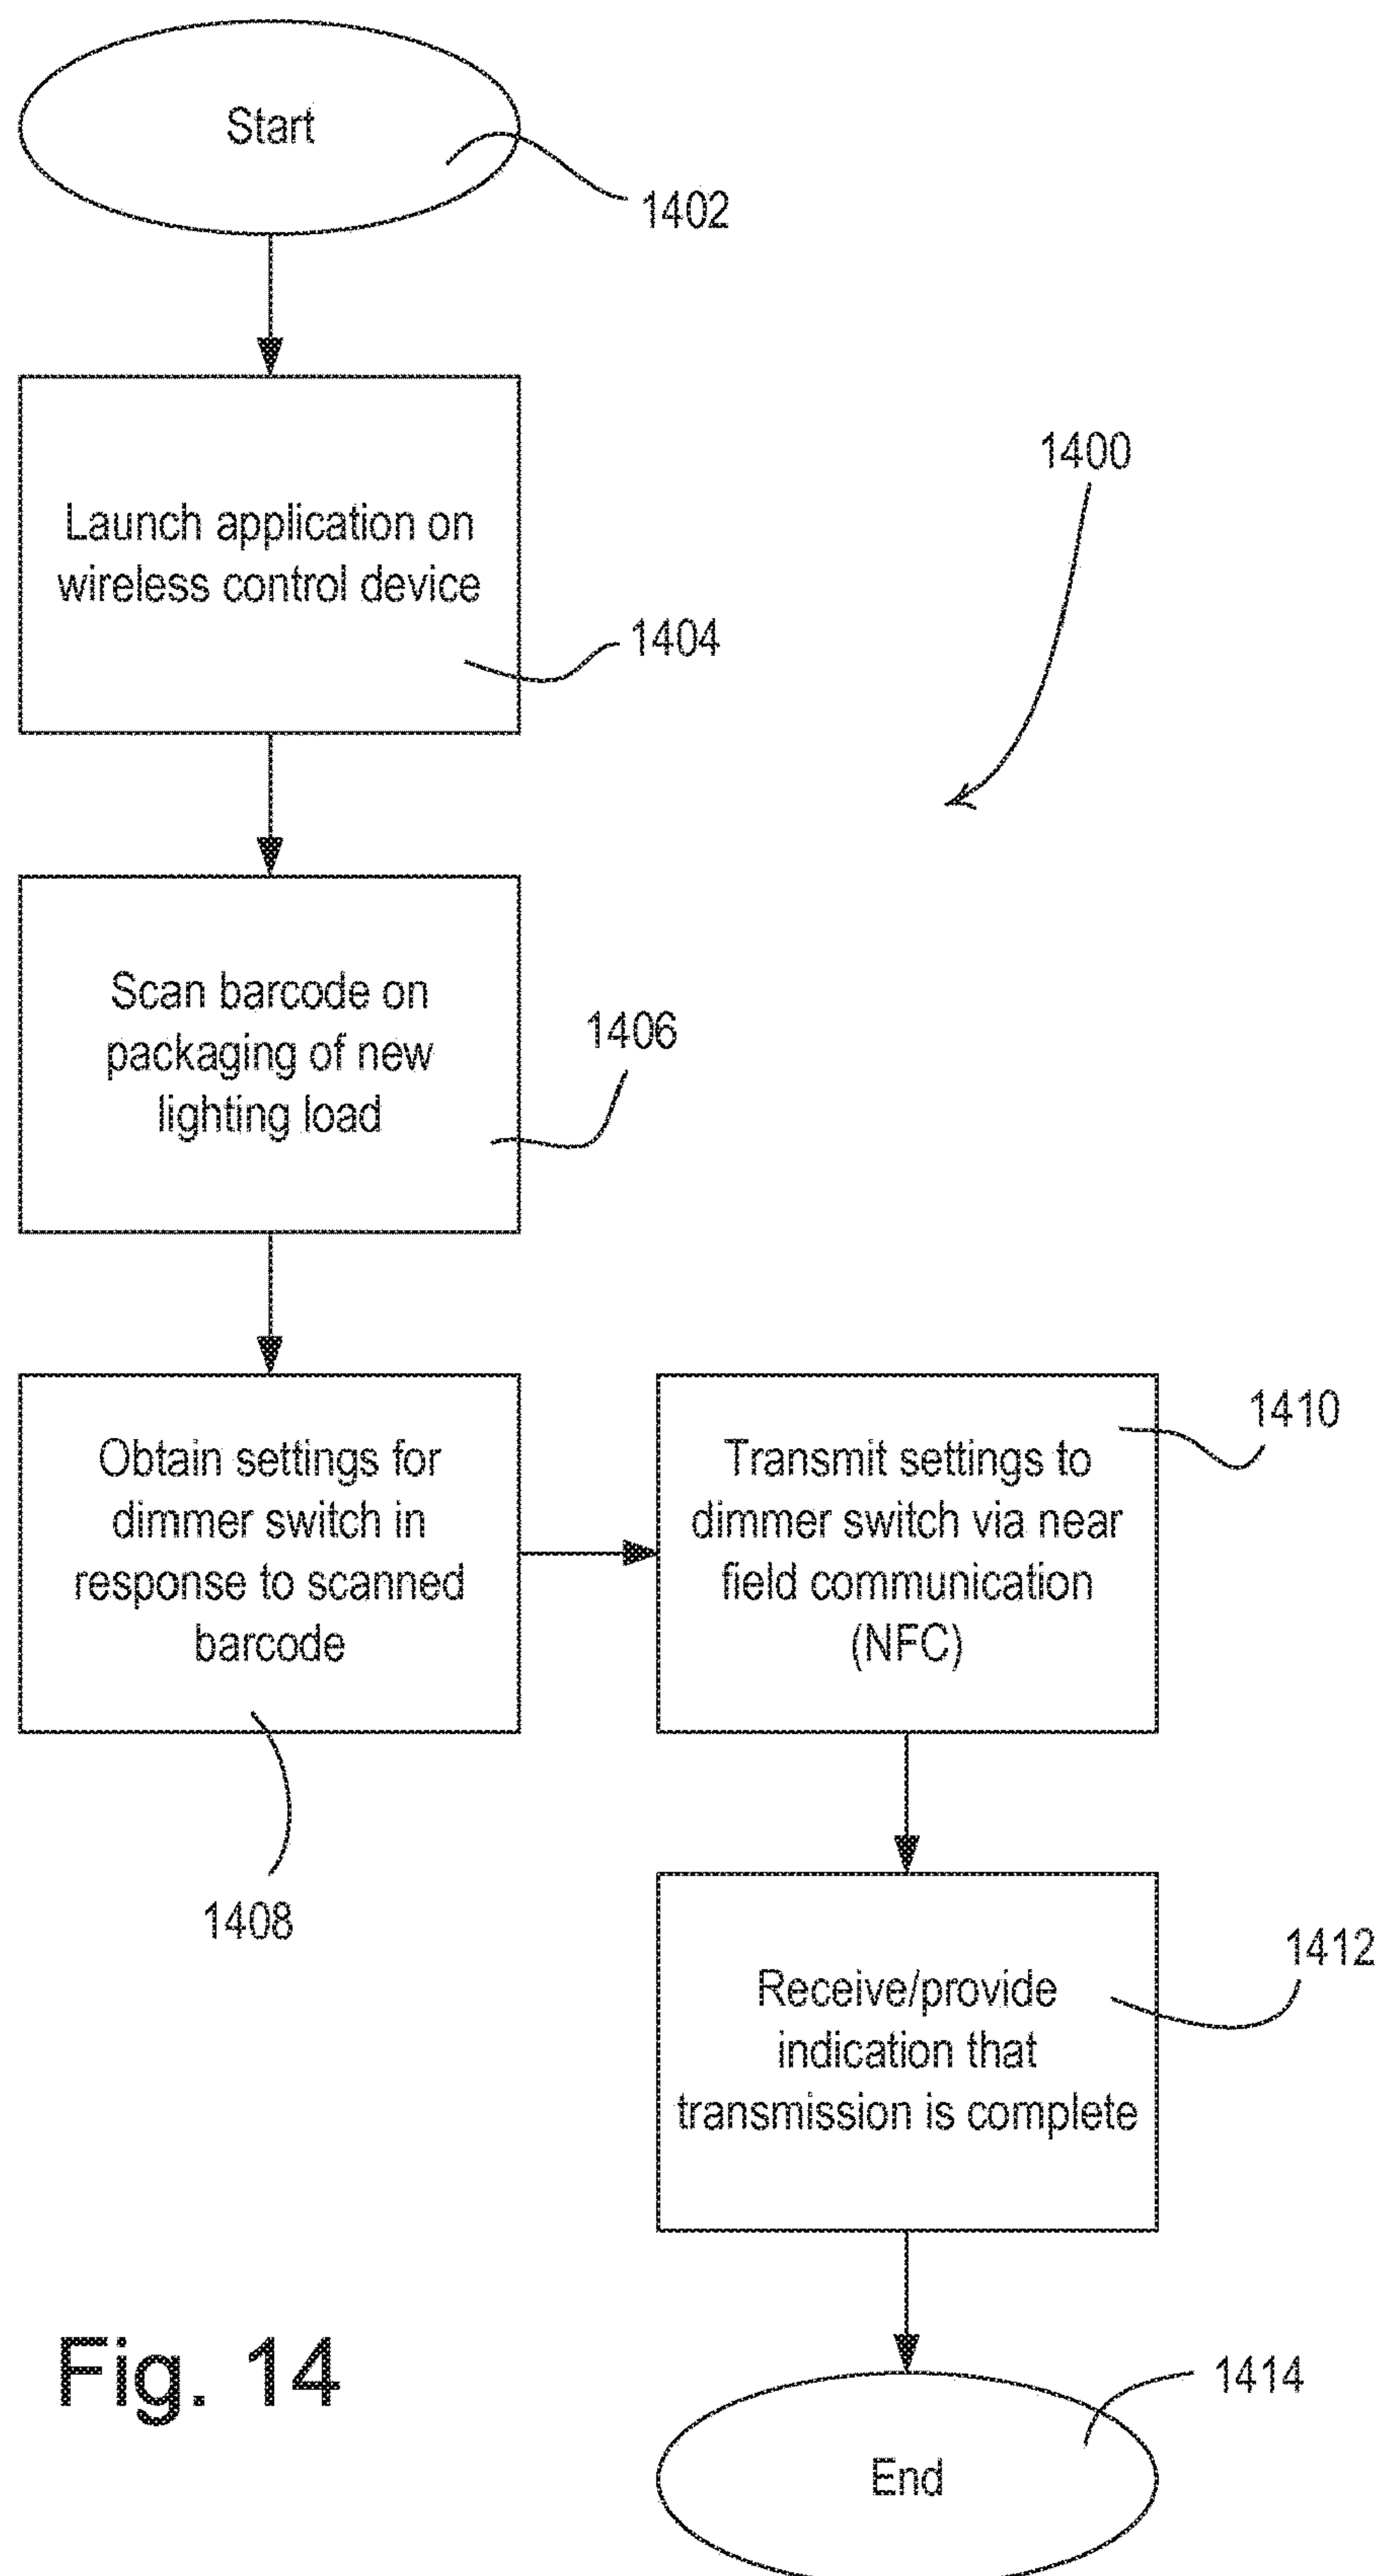 Start
1402
Launch application on
wireless control device
1404
1400
Scan barcode on
packaging of new
lighting load
1406
Obtain settings for
dimmer switch in
response to scanned
barcode
1408
Transmit settings to
dimmer switch via near
field communication
(NFC)
1410
Receive/provide
indication that
transmission is complete
1412
End
1414
Fig. 14